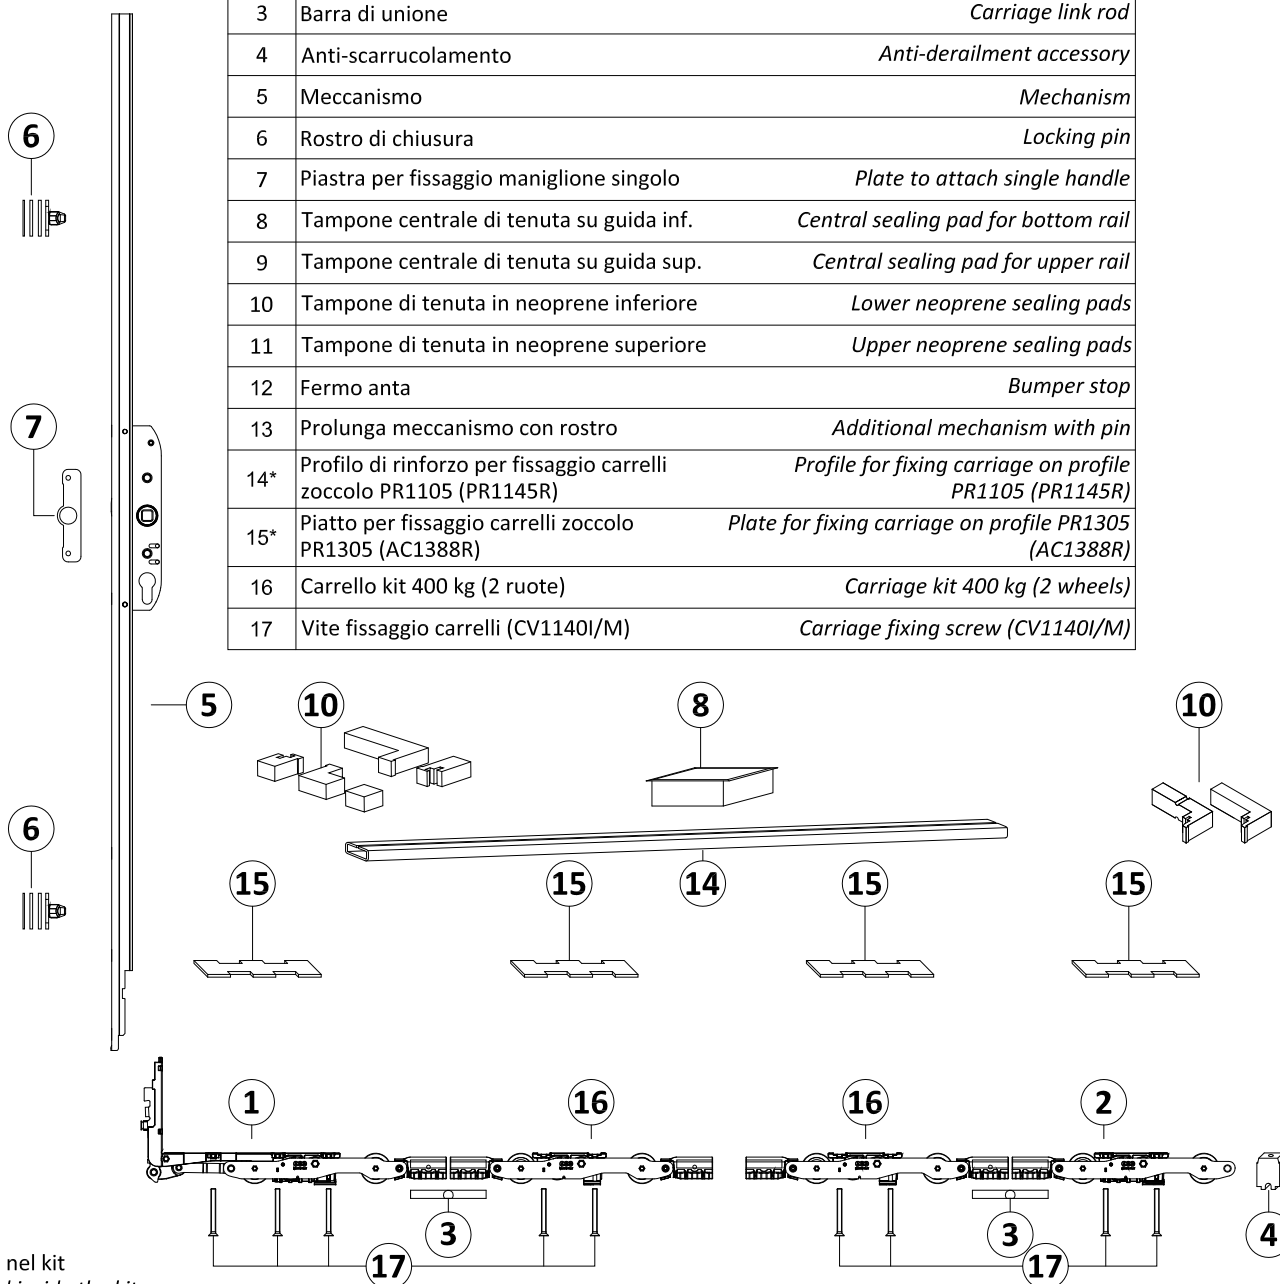 3 Barra di unione Carriage link rod
4 Anti-scarrucolamento Anti-derailment accessory
5 Meccanismo Mechanism
6 Rostro di chiusura Locking pin
7 Piastra per fissaggio maniglione singolo Plate to attach single handle
8 Tampone centrale di tenuta su guida inf. Central sealing pad for bottom rail
9 Tampone centrale di tenuta su guida sup. Central sealing pad for upper rail
10 Tampone di tenuta in neoprene inferiore Lower neoprene sealing pads
11 Tampone di tenuta in neoprene superiore Upper neoprene sealing pads
12 Fermo anta Bumper stop
13 Prolunga meccanismo con rostro Additional mechanism with pin
14* Profilo di rinforzo per fissaggio carrelli Profile for fixing carriage on profile
zoccolo PR1105 (PR1145R) PR1105 (PR1145R)
15* Piatto per fissaggio carrelli zoccolo Plate for fixing carriage on profile PR1305
PR1305 (AC1388R) (AC1388R)
16 Carrello kit 400 kg (2 ruote) Carriage kit 400 kg (2 wheels)
17 Vite fissaggio carrelli (CV1140I/M) Carriage fixing screw (CV1140I/M)
6
7
5 10 8 10
6
15 15 14 15 15
1 16 16 2
3 3 4
17 17
nel kit